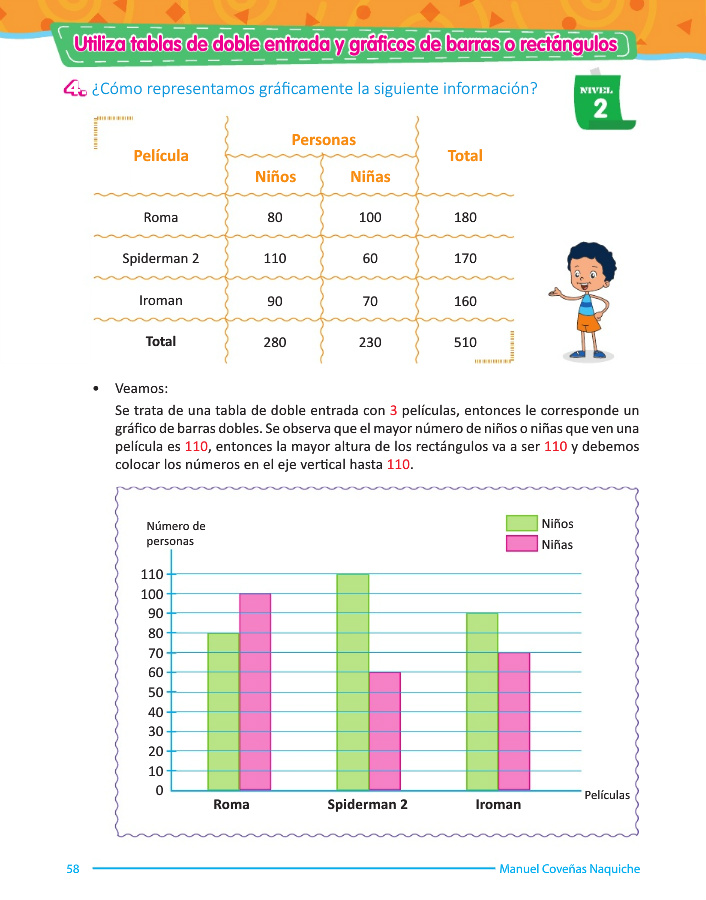 Utiliza tablas de doble entrada y gráficos de barras o rectángulos
4. ¿Cómo representamos gráficamente la siguiente información?
NIVEL
2
Película
Personas
Total
Niños
Niñas
Roma 80 100 180
Spiderman 2 110 60 170
Iroman 90 70 160
Total 280 230 510
• Veamos:
Se trata de una tabla de doble entrada con 3 películas, entonces le corresponde un
gráfico de barras dobles. Se observa que el mayor número de niños o niñas que ven una
película es 110, entonces la mayor altura de los rectángulos va a ser 110 y debemos
colocar los números en el eje vertical hasta 110.
Número de
personas
Niños
Niñas
110
100
90
80
70
60
50
40
30
20
10
0
Películas
Roma Spiderman 2 Iroman
58
Manuel Coveñas Naquiche